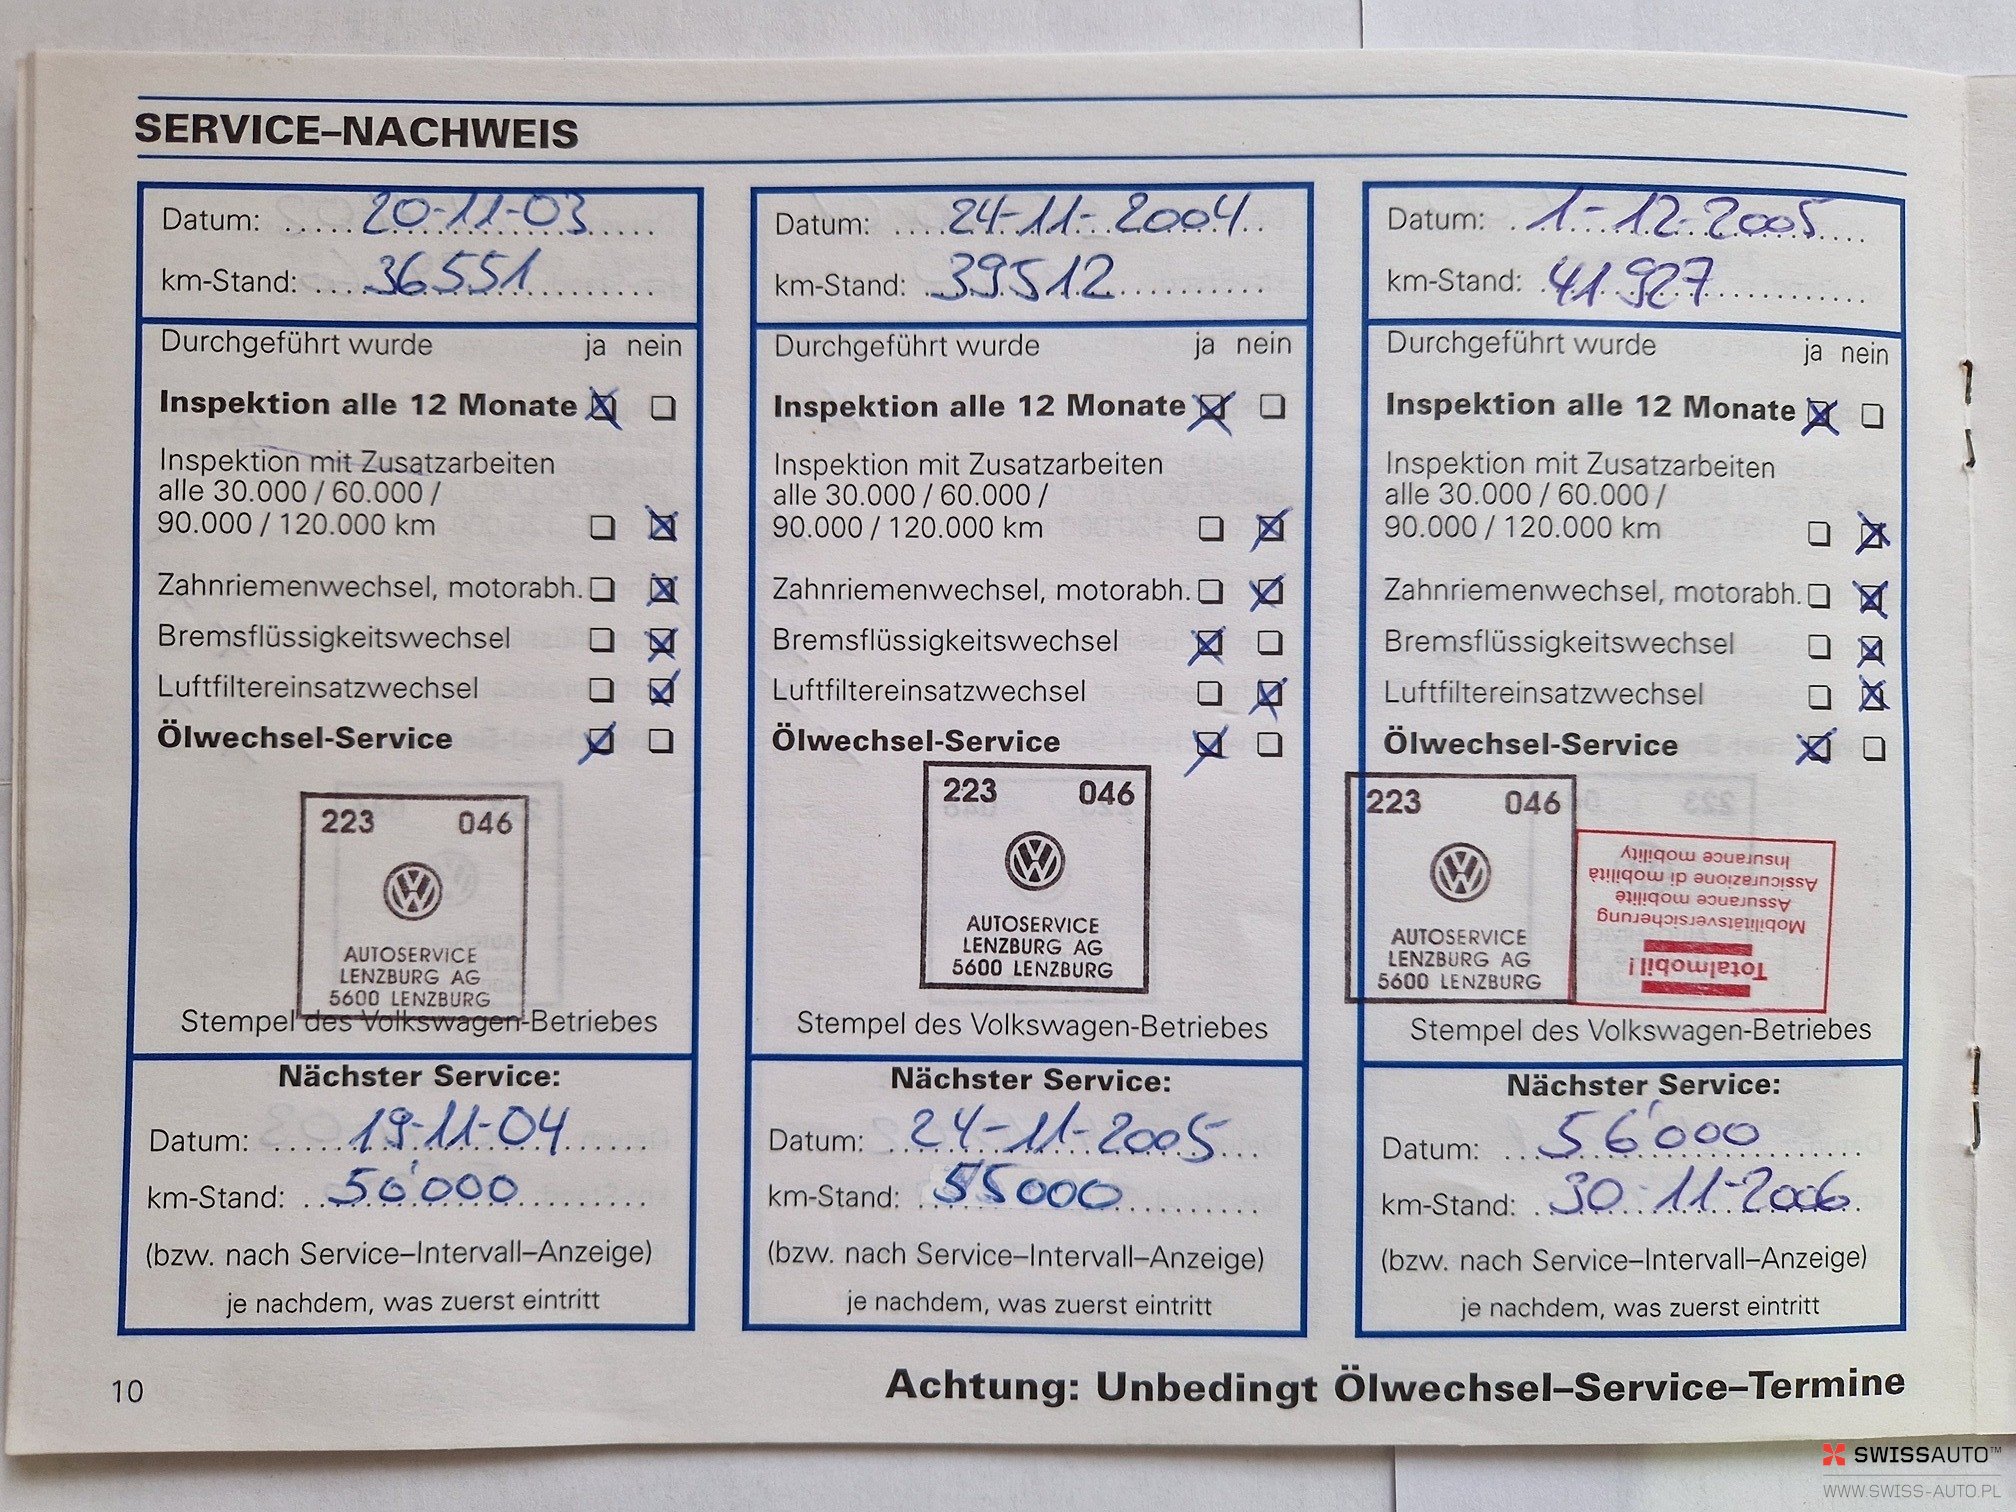 SERVICE–NACHWEIS
Datum: 20-11-03
km-Stand: 36551
Durchgeführt wurde ja nein
Inspektion alle 12 Monate
Inspektion mit Zusatzarbeiten
alle 30.000 / 60.000 /
90.000 / 120.000 km
Zahnriemenwechsel, motorabh.
Bremsflüssigkeitswechsel
Luftfiltereinsatzwechsel
Ölwechsel-Service
223 046
AUTOSERVICE
LENZBURG AG
5600 LENZBURG
Stempel des Volkswagen-Betriebes
Nächster Service:
Datum: 19-11-04
km-Stand: 50'000
(bzw. nach Service–Intervall–Anzeige)
je nachdem, was zuerst eintritt
Datum: 24-11-2004
km-Stand: 39512
Durchgeführt wurde ja nein
Inspektion alle 12 Monate
Inspektion mit Zusatzarbeiten
alle 30.000 / 60.000 /
90.000 / 120.000 km
Zahnriemenwechsel, motorabh.
Bremsflüssigkeitswechsel
Luftfiltereinsatzwechsel
Ölwechsel-Service
223 046
AUTOSERVICE
LENZBURG AG
5600 LENZBURG
Stempel des Volkswagen-Betriebes
Nächster Service:
Datum: 24-11-2005
km-Stand: 55000
(bzw. nach Service–Intervall–Anzeige)
je nachdem, was zuerst eintritt
Datum: 1-12-2005
km-Stand: 41927
Durchgeführt wurde ja nein
Inspektion alle 12 Monate
Inspektion mit Zusatzarbeiten
alle 30.000 / 60.000 /
90.000 / 120.000 km
Zahnriemenwechsel, motorabh.
Bremsflüssigkeitswechsel
Luftfiltereinsatzwechsel
Ölwechsel-Service
223 046
AUTOSERVICE
LENZBURG AG
5600 LENZBURG
Totalmobil!
Mobilitätsversicherung
Assurance mobilité
Assicurazione di mobilità
Insurance mobility
Stempel des Volkswagen-Betriebes
Nächster Service:
Datum: 56'000
km-Stand: 30-11-2006
(bzw. nach Service–Intervall–Anzeige)
je nachdem, was zuerst eintritt
10
Achtung: Unbedingt Ölwechsel–Service–Termine
SWISSAUTO™
WWW.SWISS-AUTO.PL